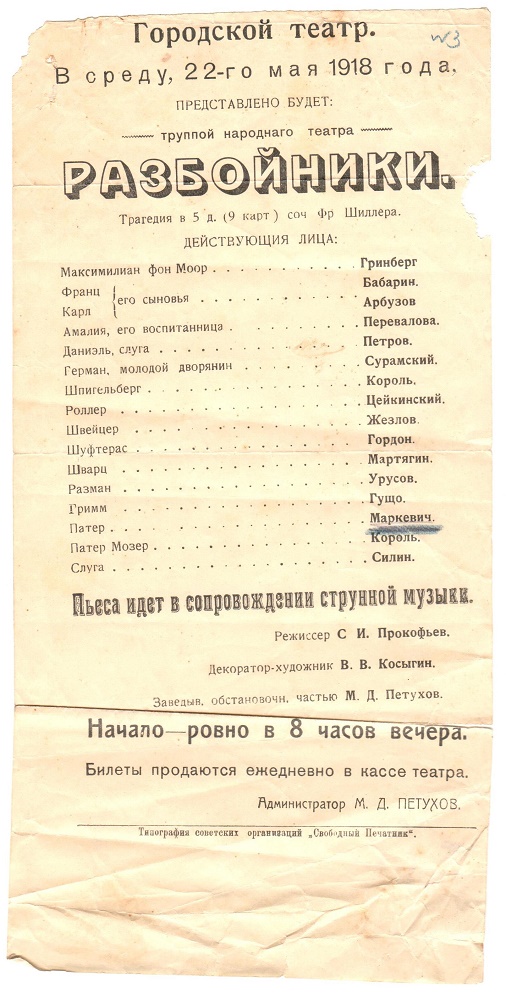 Городской театр.
№3
В среду, 22-го мая 1918 года.
ПРЕДСТАВЛЕНО БУДЕТ:
труппой народнаго театра
РАЗБОЙНИКИ.
Трагедия в 5 д. (9 карт) соч Фр Шиллера.
ДЕЙСТВУЮЩИЯ ЛИЦА:
Максимилиан фон Моор . . . . . . . . . . . Гринберг
Франц } его сыновья . . . . . . . . . . . Бабарин.
Карл } Арбузов
Амалия, его воспитанница . . . . . . . . . Перевалова.
Даниэль, слуга . . . . . . . . . . . . . Петров.
Герман, молодой дворянин . . . . . . . . Сурамский.
Шпигельберг . . . . . . . . . . . . . . Король.
Роллер . . . . . . . . . . . . . . . . Цейкинский.
Швейцер . . . . . . . . . . . . . . . Жезлов.
Шуфтерас . . . . . . . . . . . . . . . Гордон.
Шварц . . . . . . . . . . . . . . . . Мартягин.
Разман . . . . . . . . . . . . . . . . Урусов.
Гримм . . . . . . . . . . . . . . . . Гущо.
Патер . . . . . . . . . . . . . . . . Маркевич.
Патер Мозер . . . . . . . . . . . . . Король.
Слуга . . . . . . . . . . . . . . . . Силин.
Пьеса идет в сопровождении струнной музыки.
Режиссер С И. Прокофьев.
Декоратор-художник В. В. Косыгин.
Заведыв. обстановочн. частью М. Д. Петухов.
Начало—ровно в 8 часов вечера.
Билеты продаются ежедневно в кассе театра.
Администратор М. Д. ПЕТУХОВ.
Типография советских организаций „Свободный Печатник“.